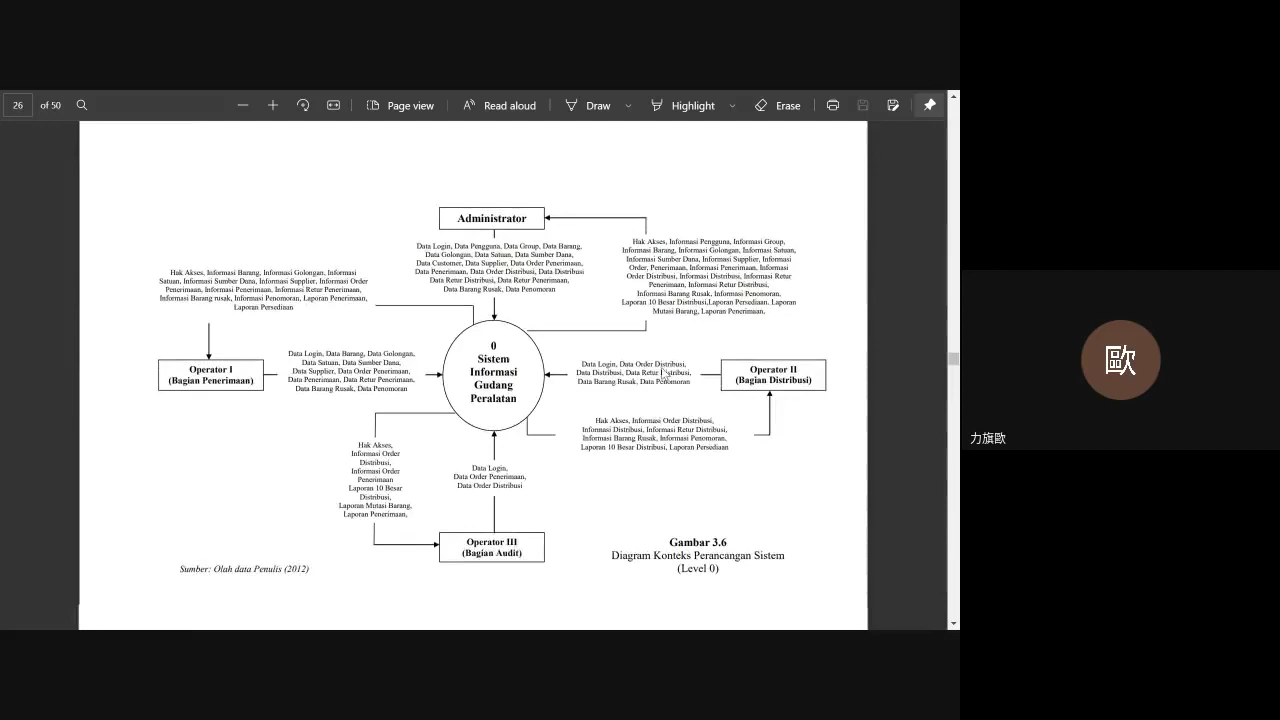 26 of 50 Page view Read aloud Draw Highlight Erase
Administrator
Data Login, Data Pengguna, Data Group, Data Barang,
Data Golongan, Data Satuan, Data Sumber Dana,
Data Customer, Data Supplier, Data Order Penerimaan,
Data Penerimaan, Data Order Distribusi, Data Distribusi
Data Retur Distribusi, Data Retur Penerimaan,
Data Barang Rusak, Data Penomoran
Hak Akses, Informasi Pengguna, Informasi Group,
Informasi Barang, Informasi Golongan, Informasi Satuan,
Informasi Sumber Dana, Informasi Supplier, Informasi
Order, Penerimaan, Informasi Penerimaan, Informasi
Order Distribusi, Informasi Distribusi, Informasi Retur
Penerimaan, Informasi Retur Distribusi,
Informasi Barang Rusak, Informasi Penomoran,
Laporan 10 Besar Distribusi,Laporan Persediaan. Laporan
Mutasi Barang, Laporan Penerimaan,
Hak Akses, Informasi Barang, Informasi Golongan, Informasi
Satuan, Informasi Sumber Dana, Informasi Supplier, Informasi Order
Penerimaan, Informasi Penerimaan, Informasi Retur Penerimaan,
Informasi Barang rusak, Informasi Penomoran, Laporan Penerimaan,
Laporan Persediaan
Operator I
(Bagian Penerimaan)
Data Login, Data Barang, Data Golongan,
Data Satuan, Data Sumber Dana,
Data Supplier, Data Order Penerimaan,
Data Penerimaan, Data Retur Penerimaan,
Data Barang Rusak, Data Penomoran
0
Sistem
Informasi
Gudang
Peralatan
Data Login, Data Order Distribusi,
Data Distribusi, Data Retur Distribusi,
Data Barang Rusak, Data Penomoran
Operator II
(Bagian Distribusi)
Hak Akses, Informasi Order Distribusi,
Informasi Distribusi, Informasi Retur Distribusi,
Informasi Barang Rusak, Informasi Penomoran,
Laporan 10 Besar Distribusi, Laporan Persediaan
Hak Akses,
Informasi Order
Distribusi,
Informasi Order
Penerimaan
Laporan 10 Besar
Distribusi,
Laporan Mutasi Barang,
Laporan Penerimaan,
Data Login,
Data Order Penerimaan,
Data Order Distribusi
Operator III
(Bagian Audit)
Gambar 3.6
Diagram Konteks Perancangan Sistem
(Level 0)
Sumber: Olah data Penulis (2012)
歐
力旗歐